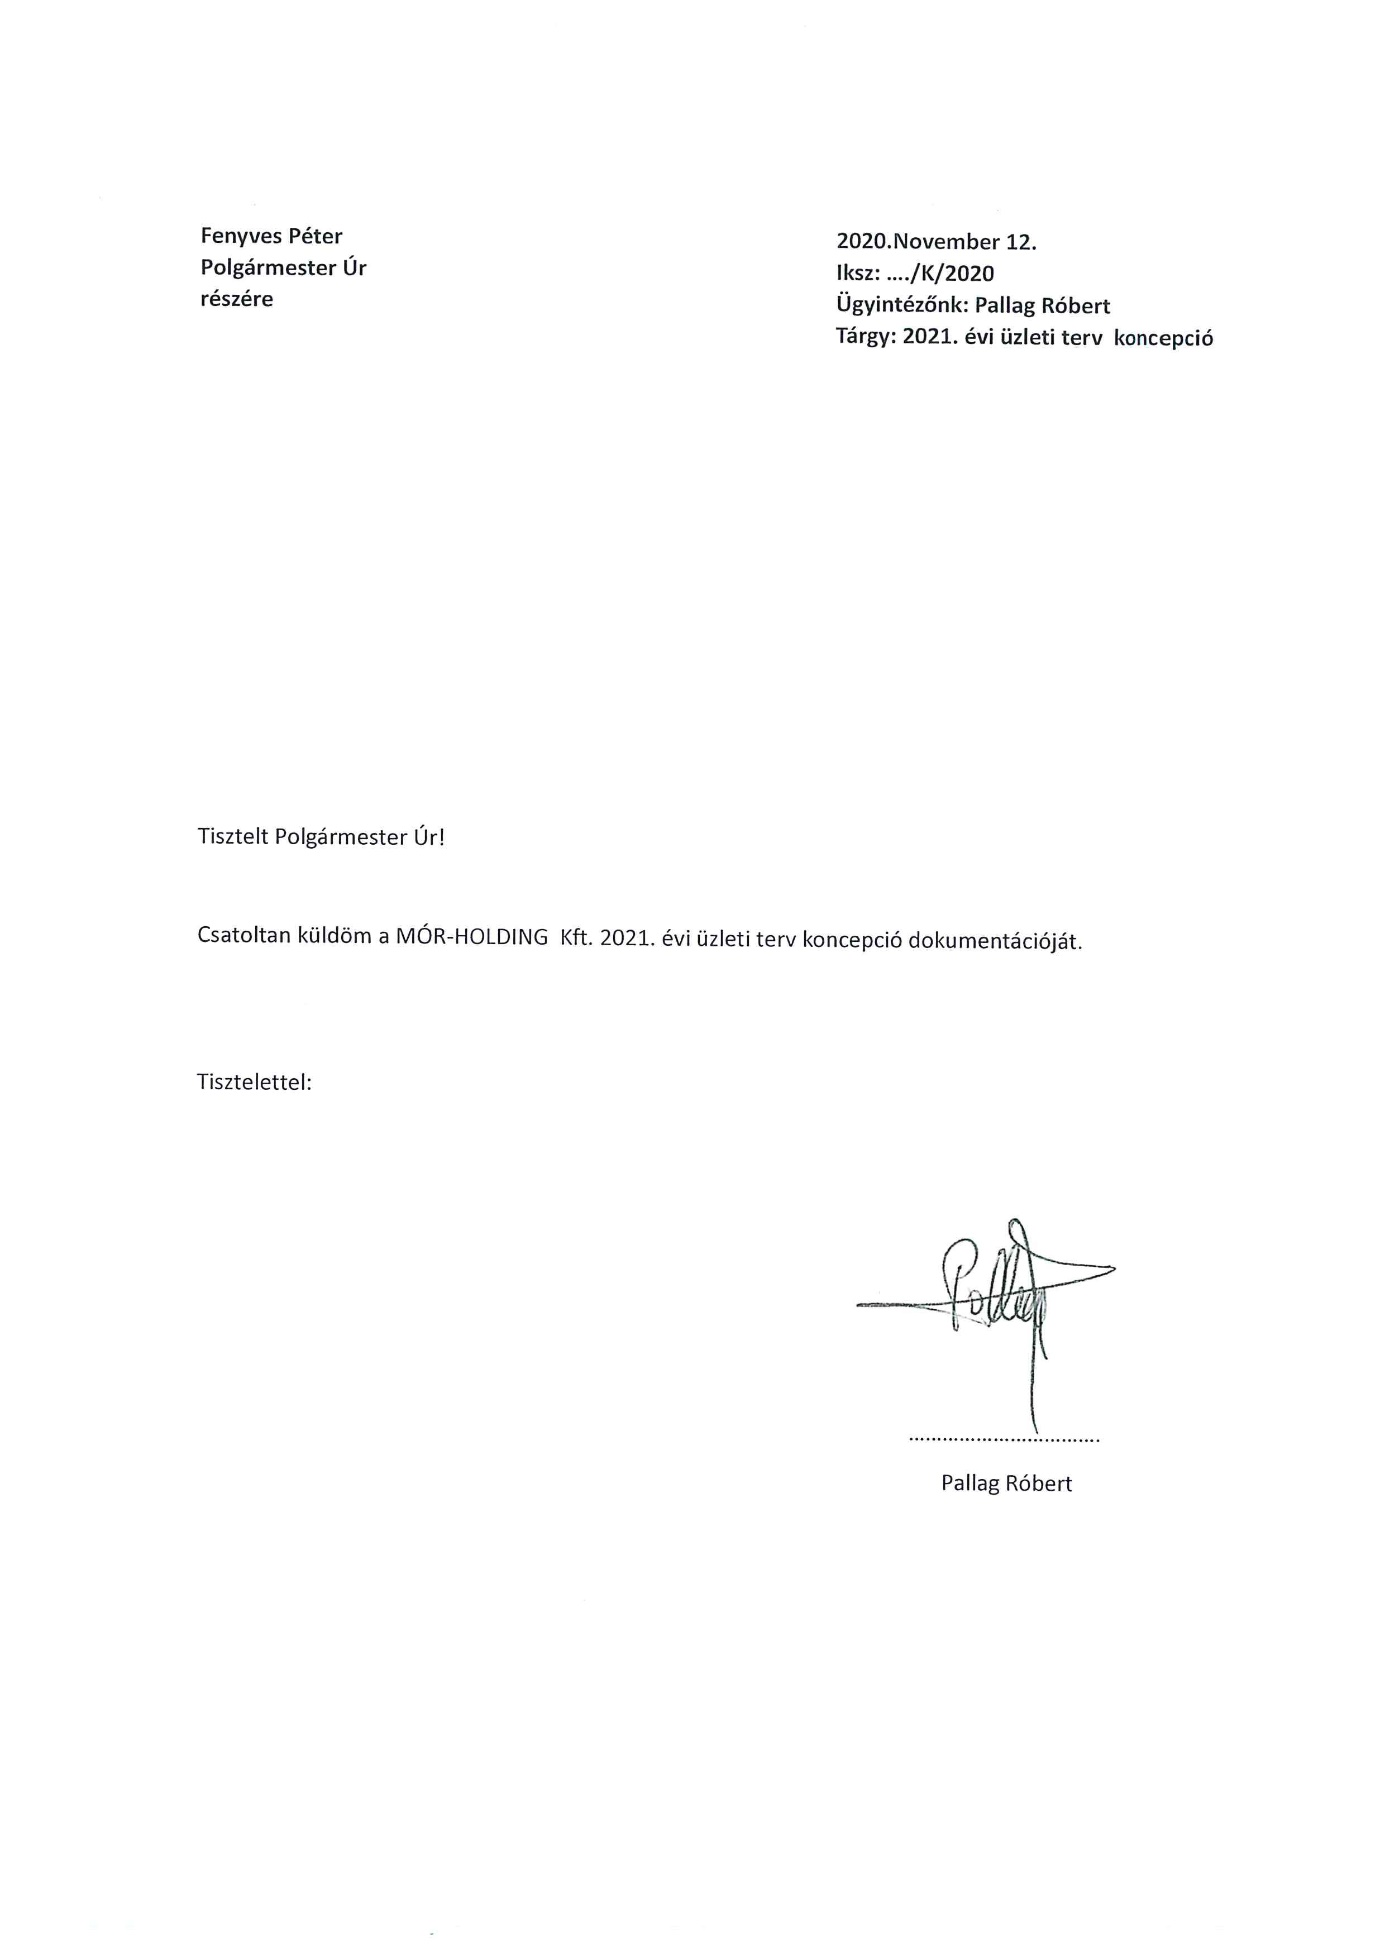 Fenyves Péter
Polgármester Úr
részére
2020.November 12.
Iksz: ..../K/2020
Ügyintézőnk: Pallag Róbert
Tárgy: 2021. évi üzleti terv  koncepció
Tisztelt Polgármester Úr!
Csatoltan küldöm a MÓR-HOLDING  Kft. 2021. évi üzleti terv koncepció dokumentációját.
Tisztelettel:
Pallag
..................................
Pallag Róbert